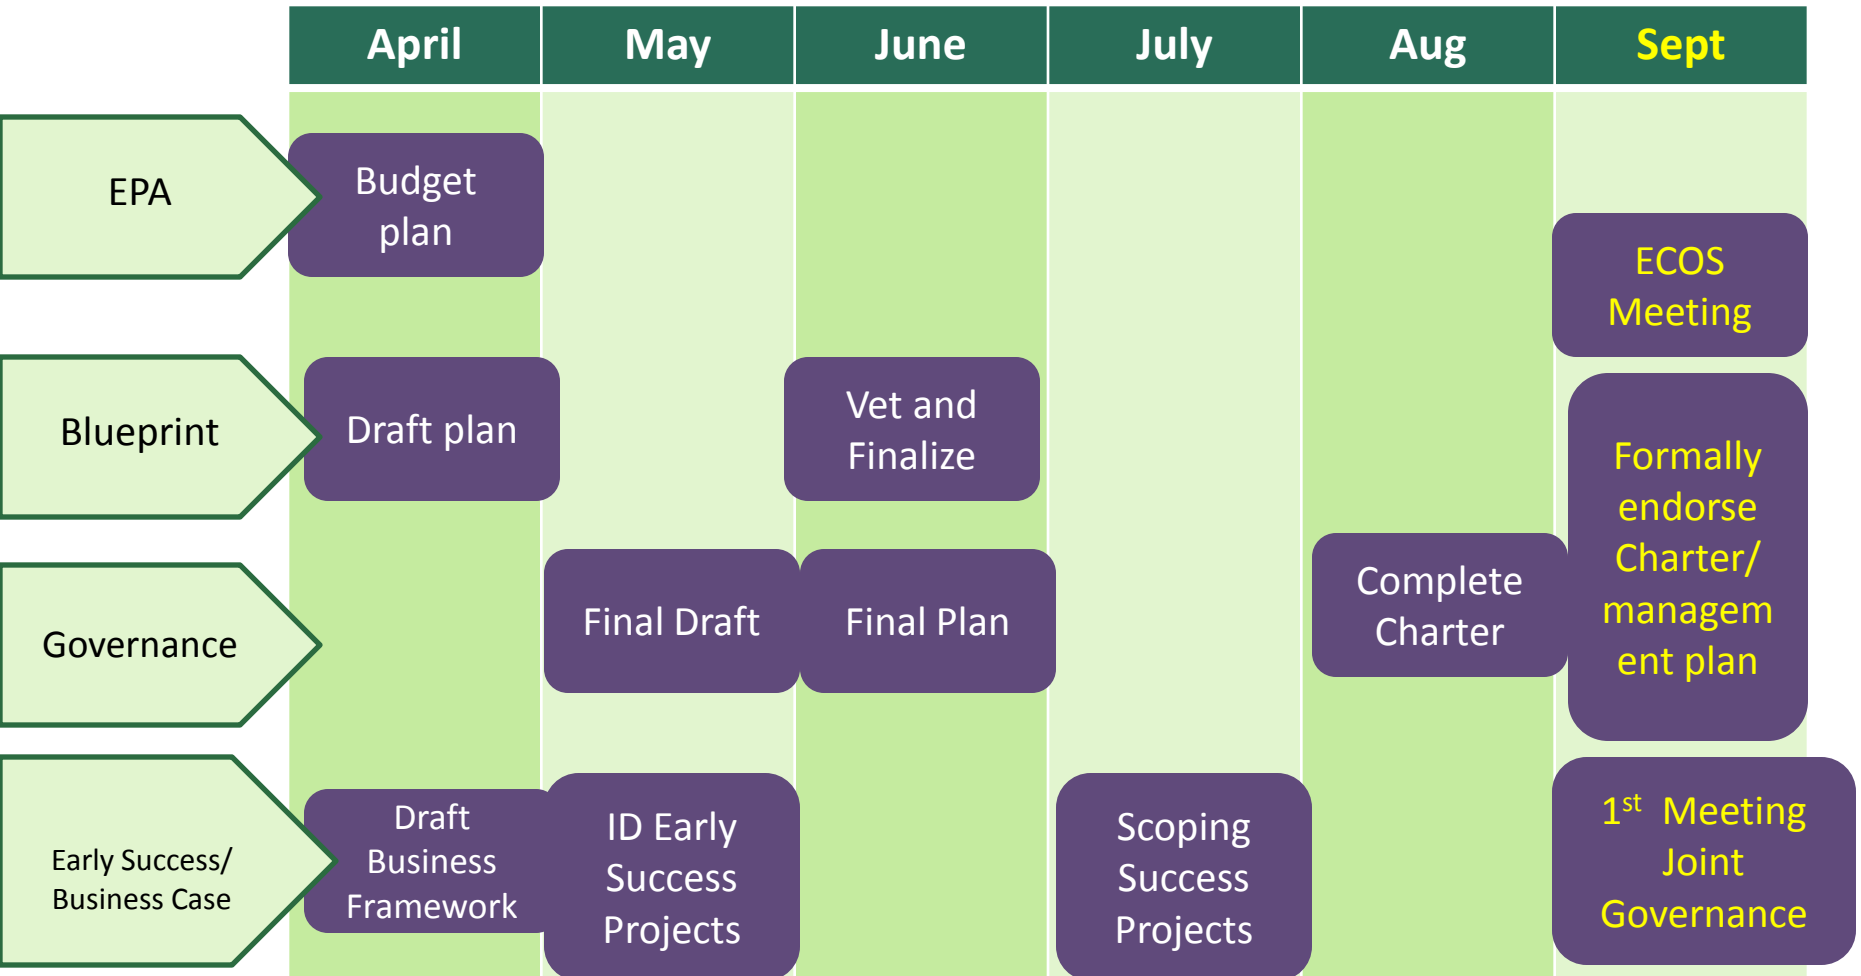 April May June July Aug Sept
EPA
Budget
plan
ECOS
Meeting
Blueprint
Draft plan
Vet and
Finalize
Formally
endorse
Charter/
managem
ent plan
Governance
Final Draft
Final Plan
Complete
Charter
Early Success/
Business Case
Draft
Business
Framework
ID Early
Success
Projects
Scoping
Success
Projects
1st Meeting
Joint
Governance